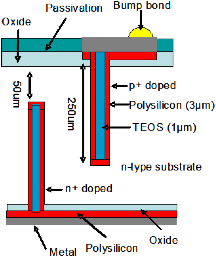 Bump bond
Passivation
Oxide
50um
250um
p+ doped
Polysilicon (3μm)
TEOS (1μm)
n-type substrate
n+ doped
Oxide
Polysilicon
Metal